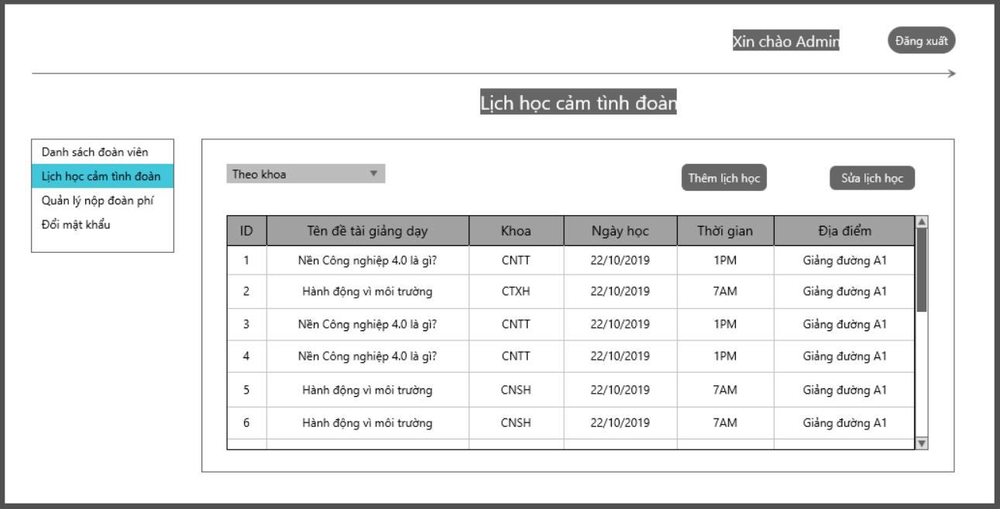 Xin chào Admin
Đăng xuất
Lịch học cảm tình đoàn
Danh sách đoàn viên
Lịch học cảm tình đoàn
Quản lý nộp đoàn phí
Đổi mật khẩu
Theo khoa
Thêm lịch học
Sửa lịch học
ID Tên đề tài giảng dạy Khoa Ngày học Thời gian Địa điểm
1 Nền Công nghiệp 4.0 là gì? CNTT 22/10/2019 1PM Giảng đường A1
2 Hành động vì môi trường CTXH 22/10/2019 7AM Giảng đường A1
3 Nền Công nghiệp 4.0 là gì? CNTT 22/10/2019 1PM Giảng đường A1
4 Nền Công nghiệp 4.0 là gì? CNTT 22/10/2019 1PM Giảng đường A1
5 Hành động vì môi trường CNSH 22/10/2019 7AM Giảng đường A1
6 Hành động vì môi trường CNSH 22/10/2019 7AM Giảng đường A1